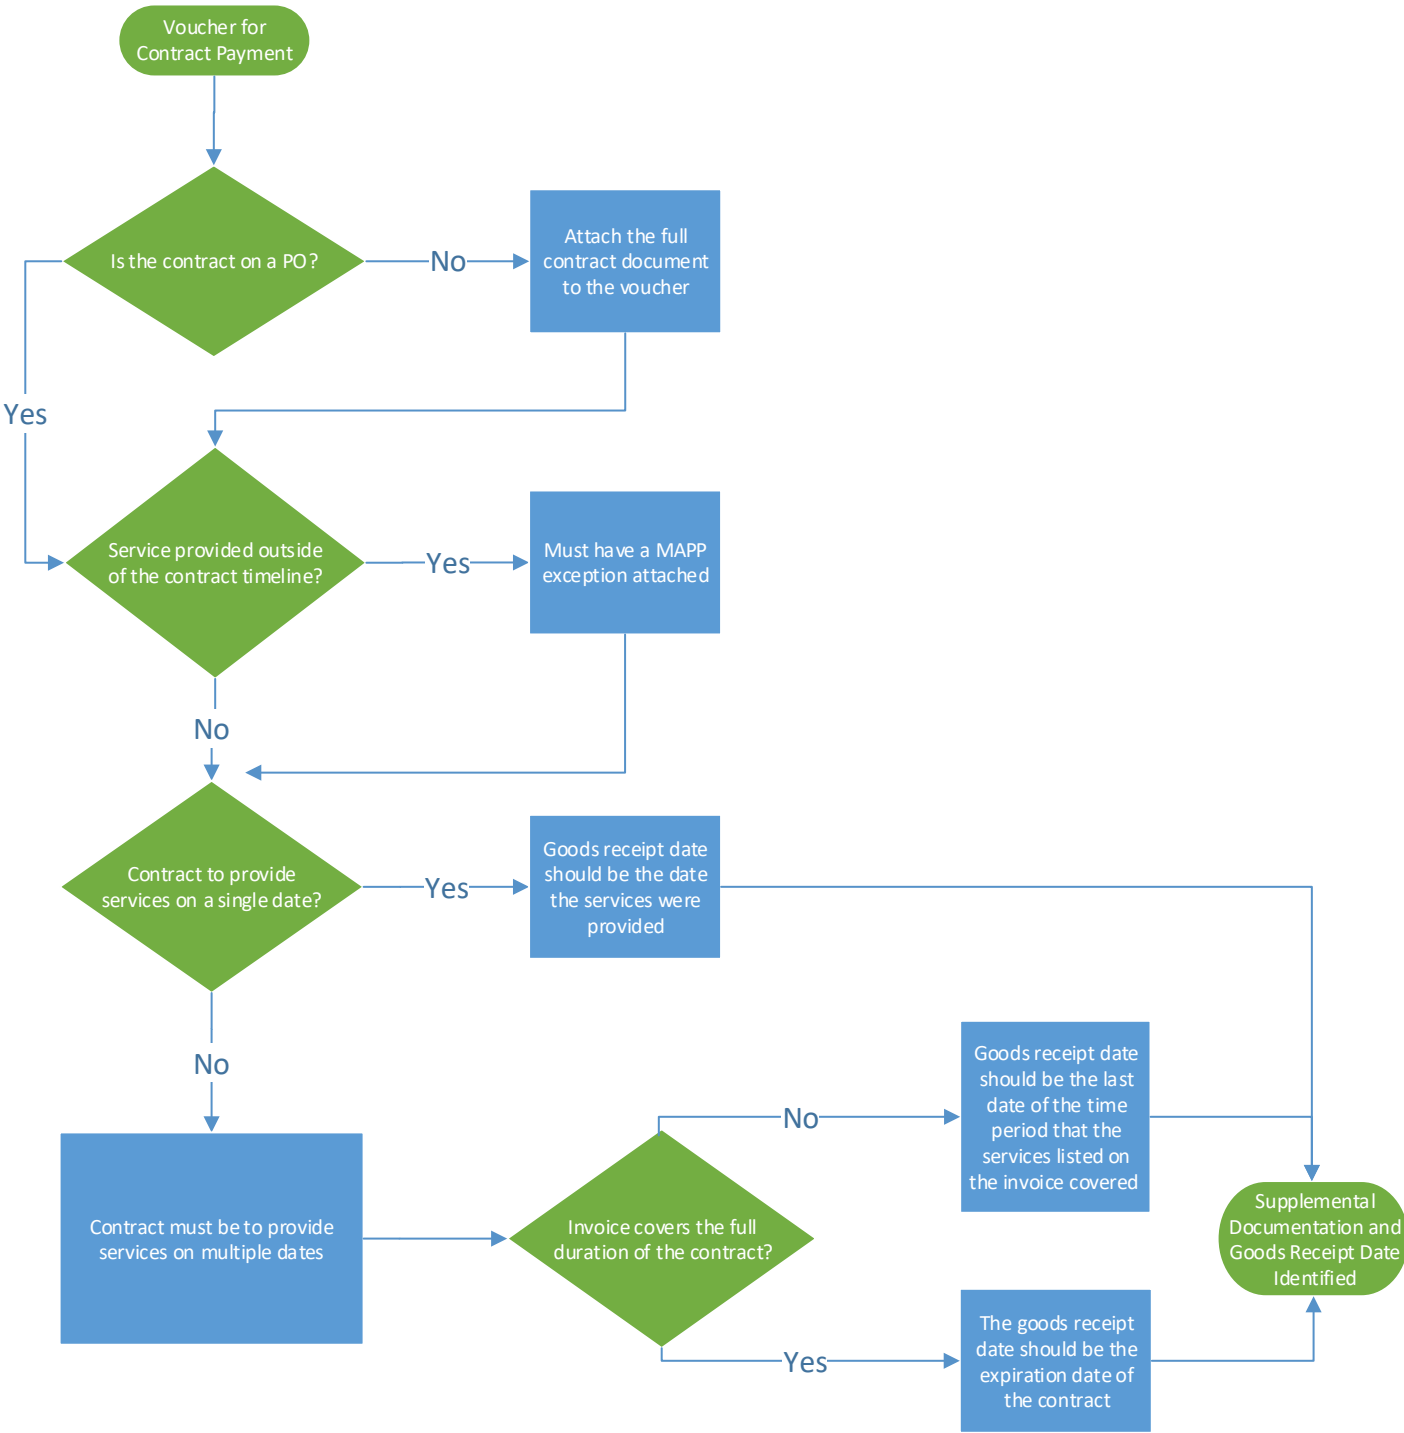 Voucher for
Contract Payment
Is the contract on a PO?
No
Attach the full
contract document
to the voucher
Yes
Service provided outside
of the contract timeline?
Yes
Must have a MAPP
exception attached
No
Contract to provide
services on a single date?
Yes
Goods receipt date
should be the date
the services were
provided
No
Contract must be to provide
services on multiple dates
Invoice covers the full
duration of the contract?
No
Goods receipt date
should be the last
date of the time
period that the
services listed on
the invoice covered
Yes
The goods receipt
date should be the
expiration date of
the contract
Supplemental
Documentation and
Goods Receipt Date
Identified